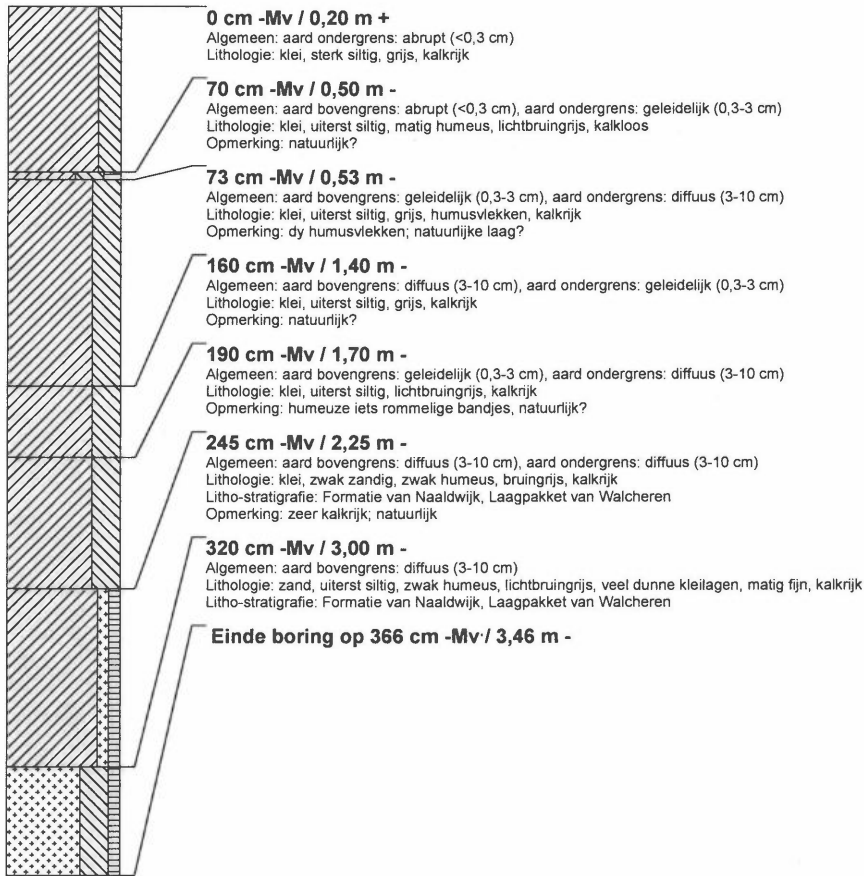 0 cm -Mv / 0,20 m +
Algemeen: aard ondergrens: abrupt (<0,3 cm)
Lithologie: klei, sterk siltig, grijs, kalkrijk
70 cm -Mv / 0,50 m -
Algemeen: aard bovengrens: abrupt (<0,3 cm), aard ondergrens: geleidelijk (0,3-3 cm)
Lithologie: klei, uiterst siltig, matig humeus, lichtbruingrijs, kalkloos
Opmerking: natuurlijk?
73 cm -Mv / 0,53 m -
Algemeen: aard bovengrens: geleidelijk (0,3-3 cm), aard ondergrens: diffuus (3-10 cm)
Lithologie: klei, uiterst siltig, grijs, humusvlekken, kalkrijk
Opmerking: dy humusvlekken; natuurlijke laag?
160 cm -Mv / 1,40 m -
Algemeen: aard bovengrens: diffuus (3-10 cm), aard ondergrens: geleidelijk (0,3-3 cm)
Lithologie: klei, uiterst siltig, grijs, kalkrijk
Opmerking: natuurlijk?
190 cm -Mv / 1,70 m -
Algemeen: aard bovengrens: geleidelijk (0,3-3 cm), aard ondergrens: diffuus (3-10 cm)
Lithologie: klei, uiterst siltig, lichtbruingrijs, kalkrijk
Opmerking: humeuze iets rommelige bandjes, natuurlijk?
245 cm -Mv / 2,25 m -
Algemeen: aard bovengrens: diffuus (3-10 cm), aard ondergrens: diffuus (3-10 cm)
Lithologie: klei, zwak zandig, zwak humeus, bruingrijs, kalkrijk
Litho-stratigrafie: Formatie van Naaldwijk, Laagpakket van Walcheren
Opmerking: zeer kalkrijk; natuurlijk
320 cm -Mv / 3,00 m -
Algemeen: aard bovengrens: diffuus (3-10 cm)
Lithologie: zand, uiterst siltig, zwak humeus, lichtbruingrijs, veel dunne kleilagen, matig fijn, kalkrijk
Litho-stratigrafie: Formatie van Naaldwijk, Laagpakket van Walcheren
Einde boring op 366 cm -Mv / 3,46 m -